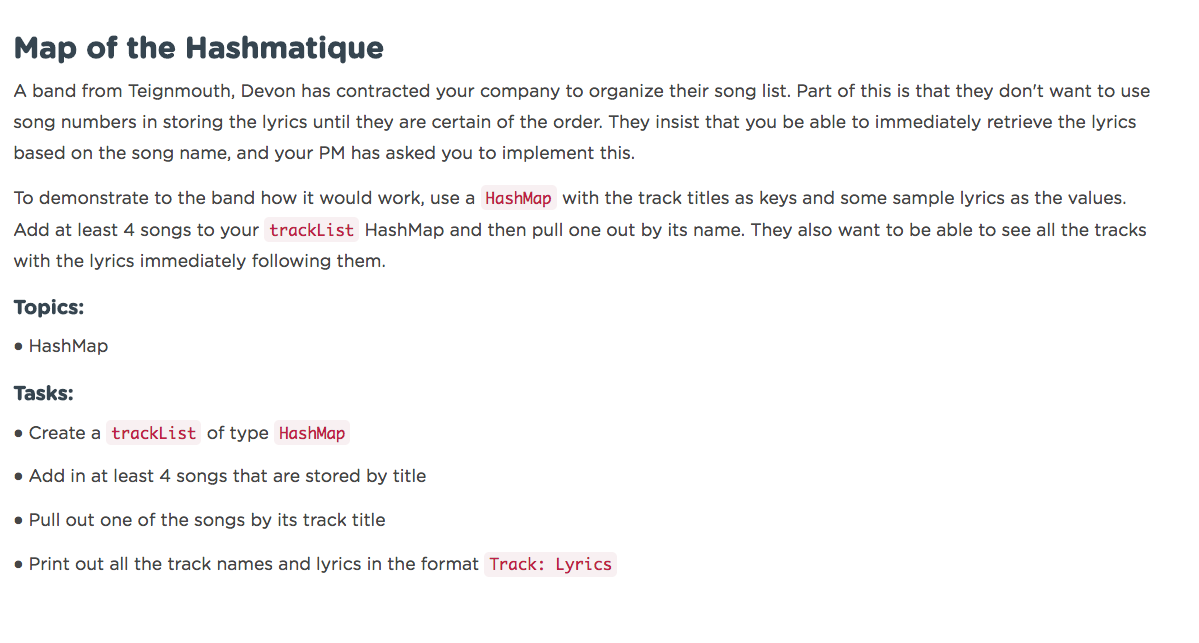 Map of the Hashmatique
A band from Teignmouth, Devon has contracted your company to organize their song list. Part of this is that they don't want to use
song numbers in storing the lyrics until they are certain of the order. They insist that you be able to immediately retrieve the lyrics
based on the song name, and your PM has asked you to implement this.
To demonstrate to the band how it would work, use a HashMap with the track titles as keys and some sample lyrics as the values.
Add at least 4 songs to your trackList HashMap and then pull one out by its name. They also want to be able to see all the tracks
with the lyrics immediately following them.
Topics:
• HashMap
Tasks:
• Create a trackList of type HashMap
• Add in at least 4 songs that are stored by title
• Pull out one of the songs by its track title
• Print out all the track names and lyrics in the format Track: Lyrics